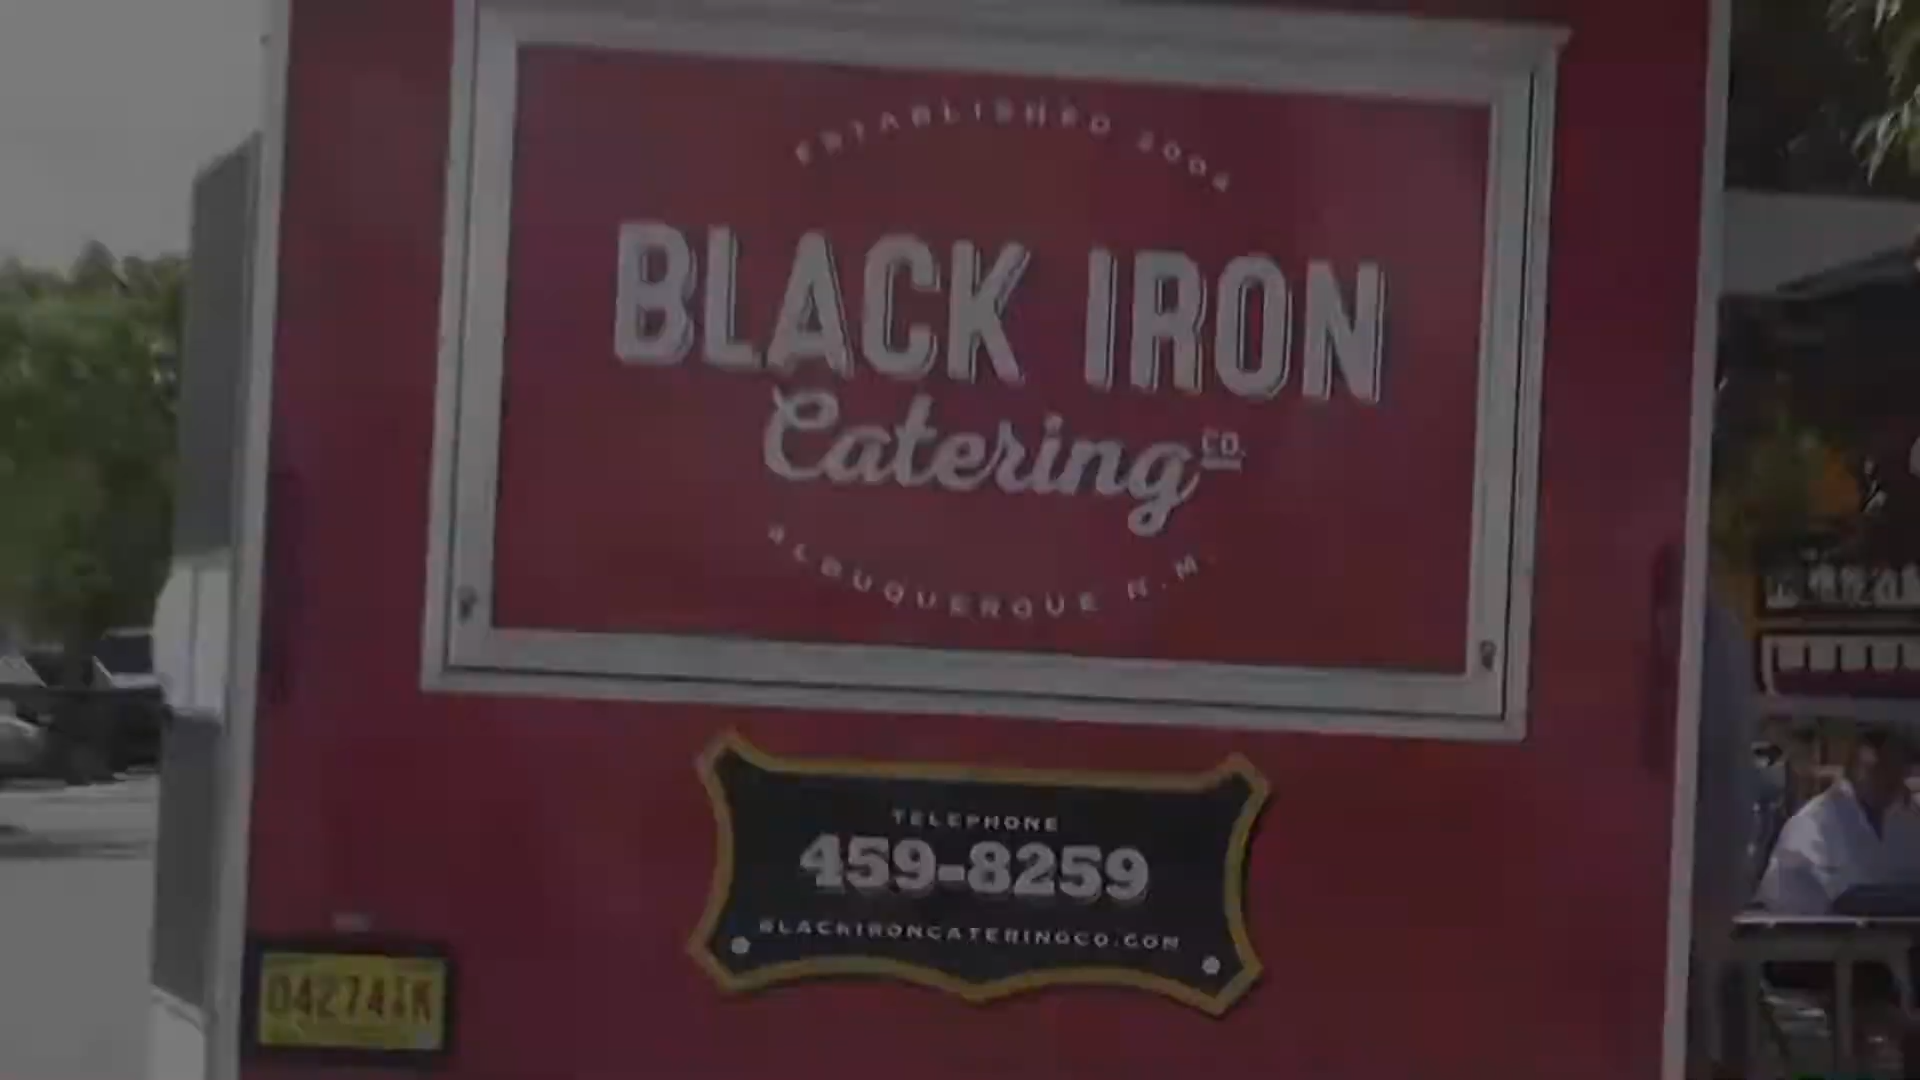 ESTABLISHED 2004
BLACK IRON
Catering CO.
ALBUQUERQUE N.M.
TELEPHONE
459-8259
BLACKIRONCATERINGCO.COM